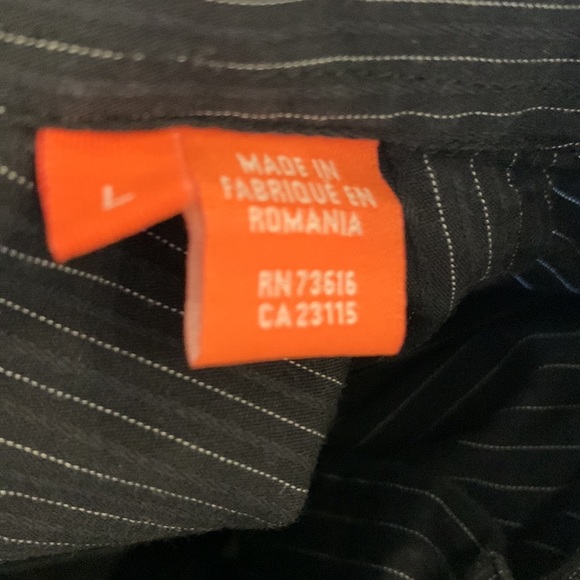 L
MADE IN
FABRIQUÉ EN
ROMANIA
RN 73616
CA 23115